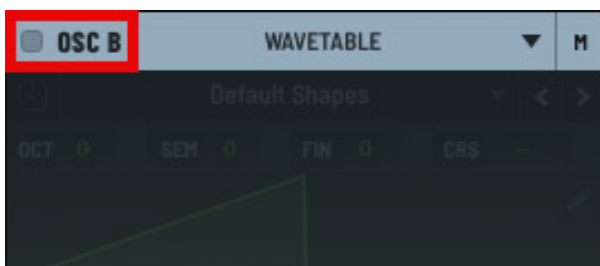 OSC B WAVETABLE M
Default Shapes
OCT 0 SEM 0 FIN 0 CRS --